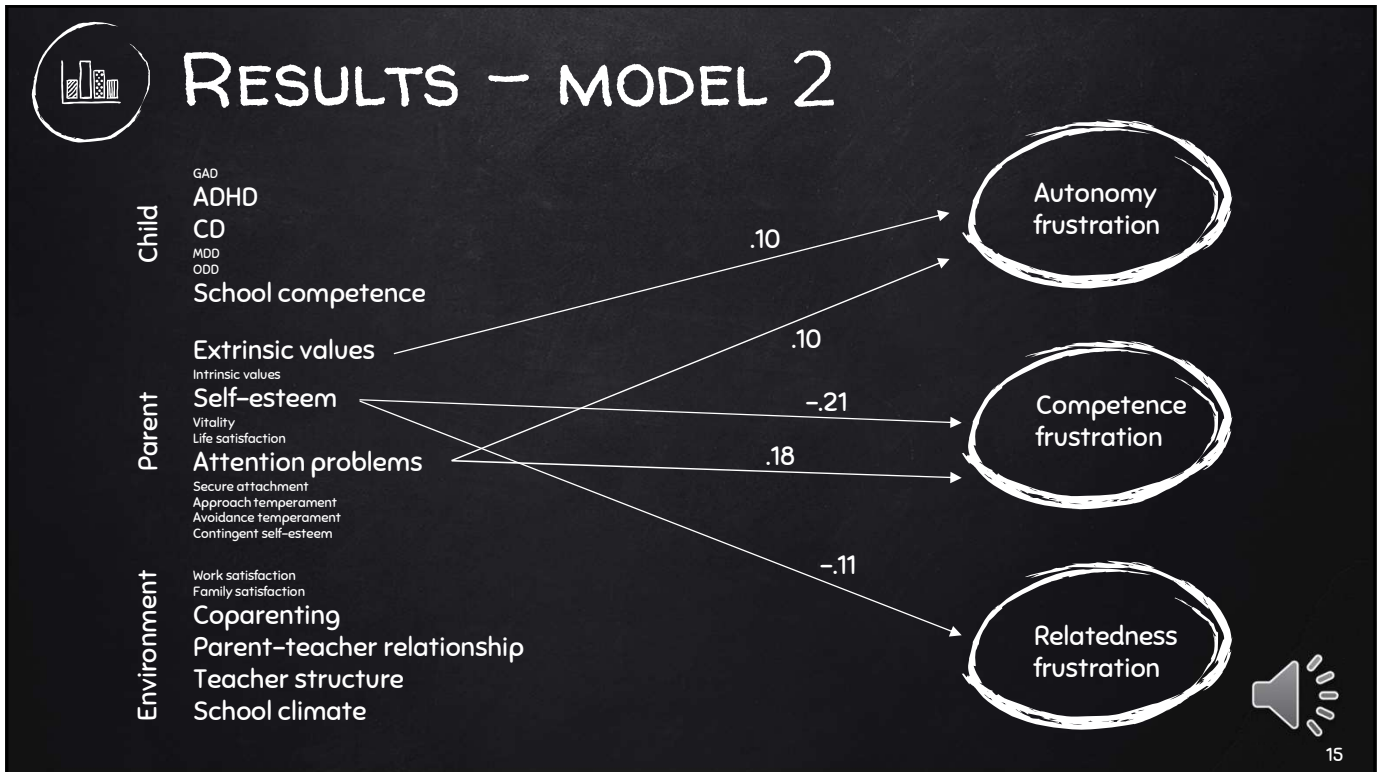 RESULTS – MODEL 2
Child
GAD
ADHD
CD
MDD
ODD
School competence
Parent
Extrinsic values
Intrinsic values
Self-esteem
Vitality
Life satisfaction
Attention problems
Secure attachment
Approach temperament
Avoidance temperament
Contingent self-esteem
Environment
Work satisfaction
Family satisfaction
Coparenting
Parent-teacher relationship
Teacher structure
School climate
.10
.10
-.21
.18
-.11
Autonomy
frustration
Competence
frustration
Relatedness
frustration
15